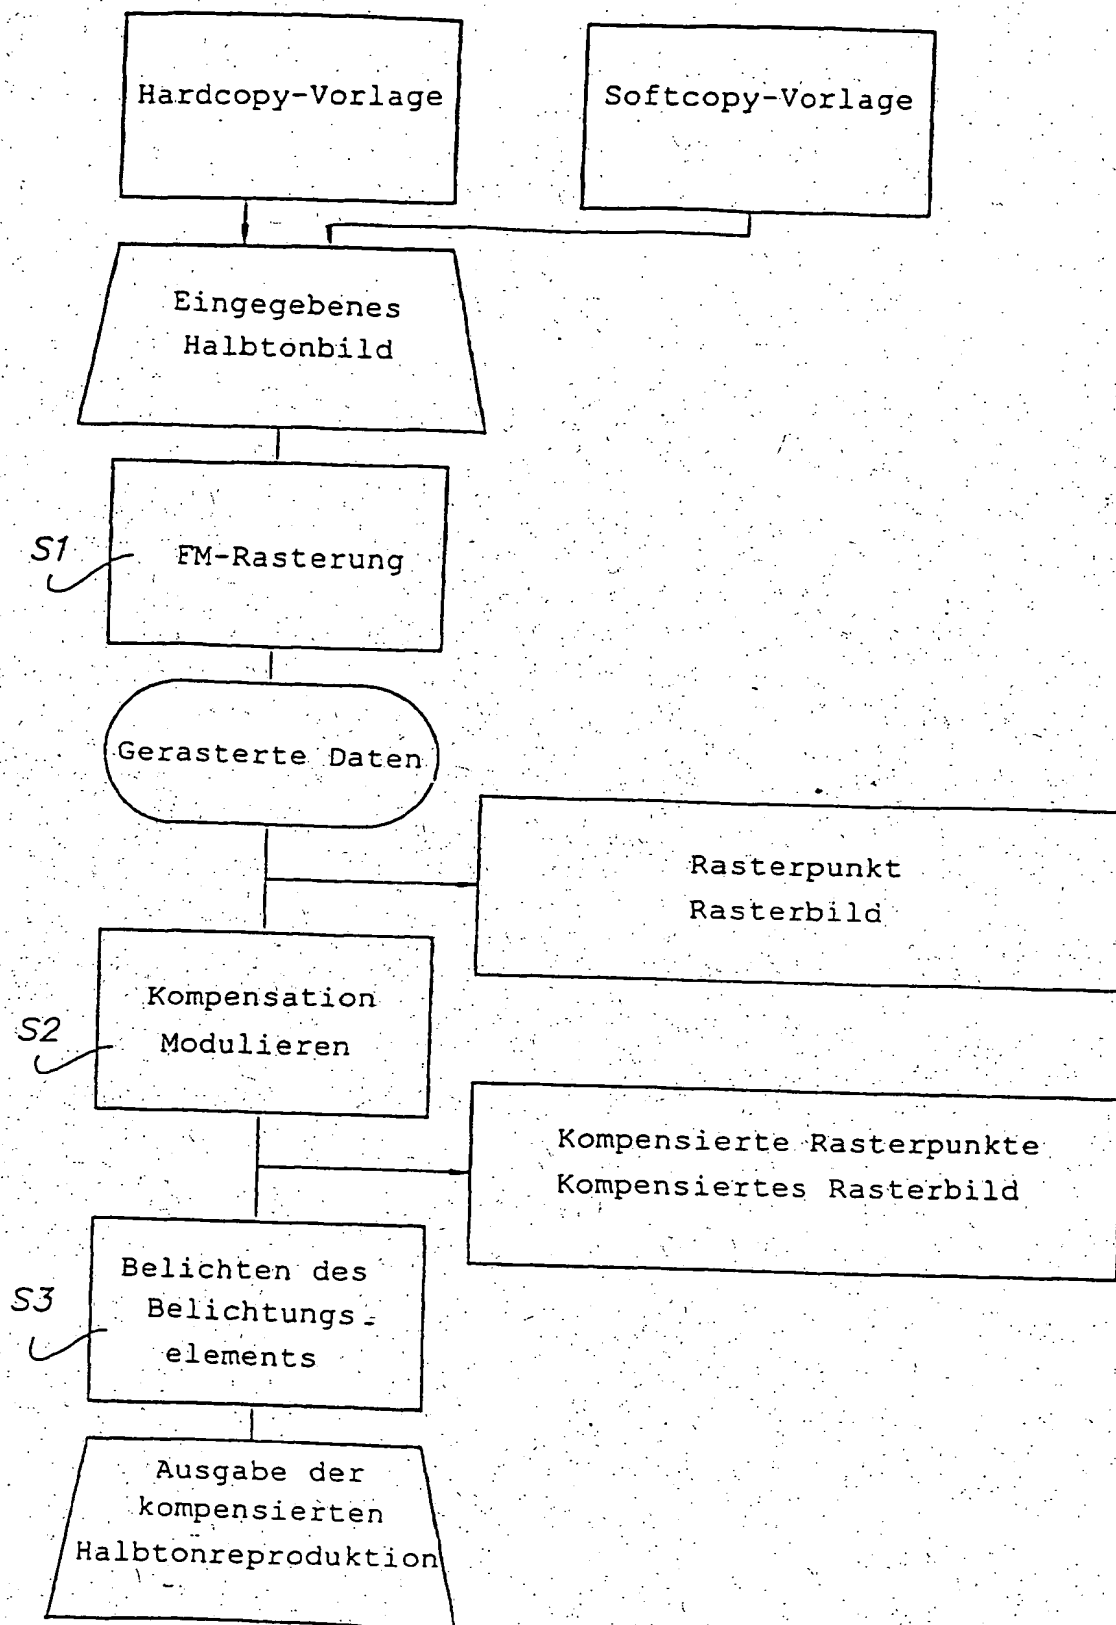 Hardcopy-Vorlage
Softcopy-Vorlage
Eingegebenes
Halbtonbild
S1
FM-Rasterung
Gerasterte Daten
Rasterpunkt
Rasterbild
S2
Kompensation
Modulieren
Kompensierte Rasterpunkte
Kompensiertes Rasterbild
S3
Belichten des
Belichtungs-
elements
Ausgabe der
kompensierten
Halbtonreproduktion